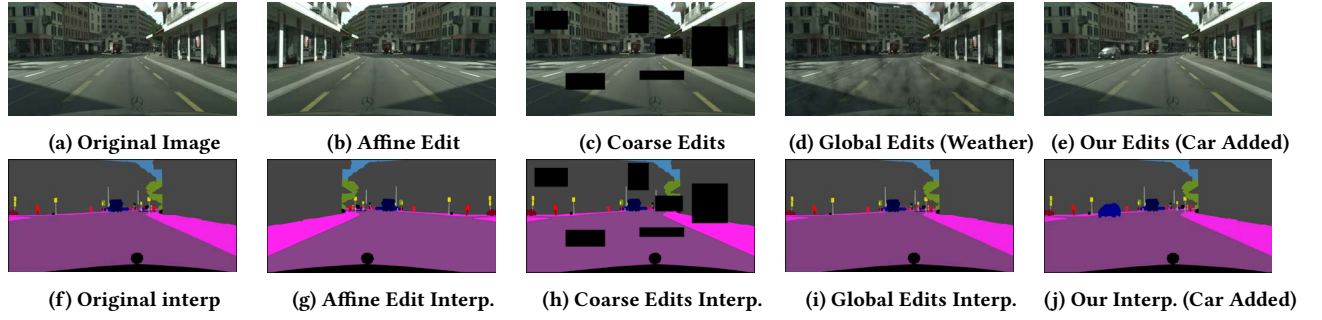 (a) Original Image
(b) Affine Edit
(c) Coarse Edits
(d) Global Edits (Weather)
(e) Our Edits (Car Added)
(f) Original interp
(g) Affine Edit Interp.
(h) Coarse Edits Interp.
(i) Global Edits Interp.
(j) Our Interp. (Car Added)